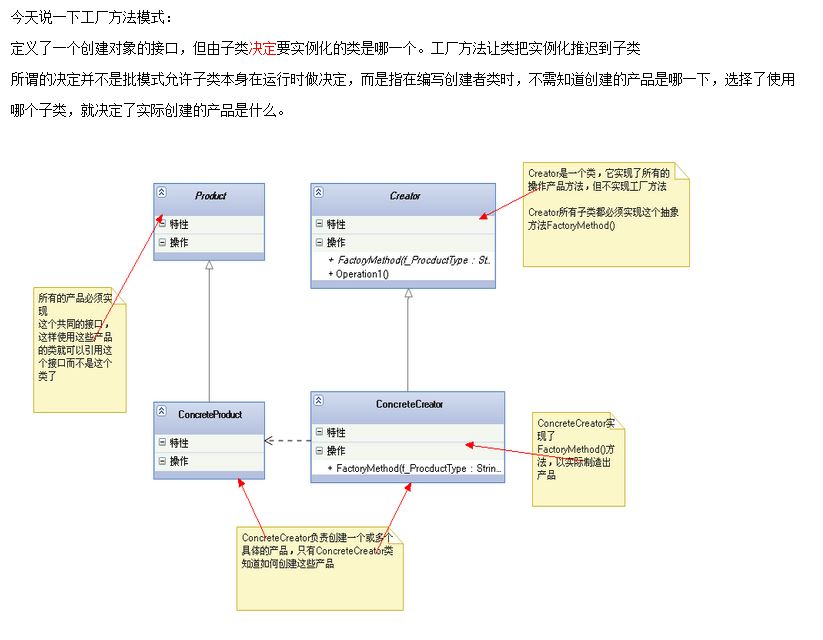 今天说一下工厂方法模式：
定义了一个创建对象的接口，但由子类决定要实例化的类是哪一个。工厂方法让类把实例化推迟到子类
所谓的决定并不是批模式允许子类本身在运行时做决定，而是指在编写创建者类时，不需知道创建的产品是哪一下，选择了使用
哪个子类，就决定了实际创建的产品是什么。
Product
特性
操作
Creator
特性
操作
+ FactoryMethod(f_ProcductType : St..
+ Operation1()
Creator是一个类，它实现了所有的
操作产品方法，但不实现工厂方法
Creator所有子类都必须实现这个抽象
方法FactoryMethod()
所有的产品必须实
现
这个共同的接口，
这样使用这些产品
的类就可以引用这
个接口而不是这个
类了
ConcreteProduct
特性
操作
ConcreteCreator
特性
操作
+ FactoryMethod(f_ProcductType : Strin...
ConcreteCreator实
现了
FactoryMethod()方
法，以实际制造出
产品
ConcreteCreator负责创建一个或多个
具体的产品，只有ConcreteCreator类
知道如何创建这些产品